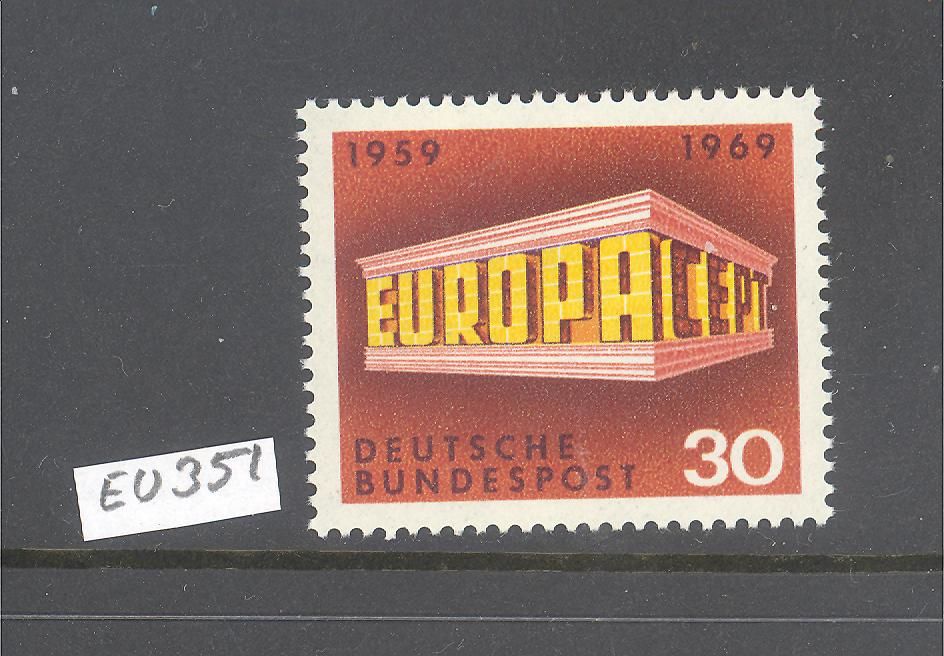 1959 1969
EUROPA CEPT
DEUTSCHE
BUNDESPOST 30
EU351